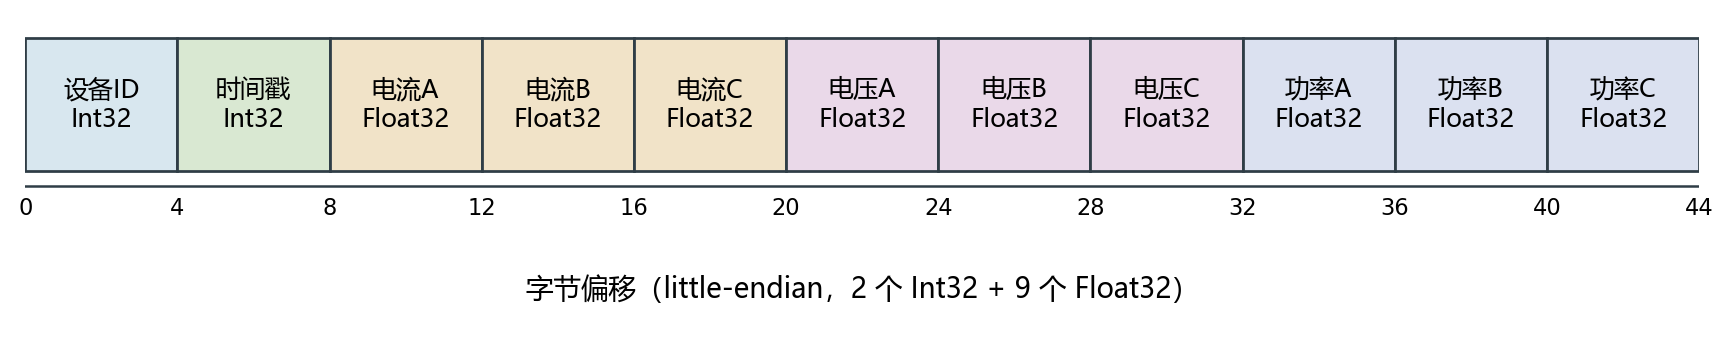 设备ID
Int32
时间戳
Int32
电流A
Float32
电流B
Float32
电流C
Float32
电压A
Float32
电压B
Float32
电压C
Float32
功率A
Float32
功率B
Float32
功率C
Float32
0 4 8 12 16 20 24 28 32 36 40 44
字节偏移（little-endian，2 个 Int32 + 9 个 Float32）